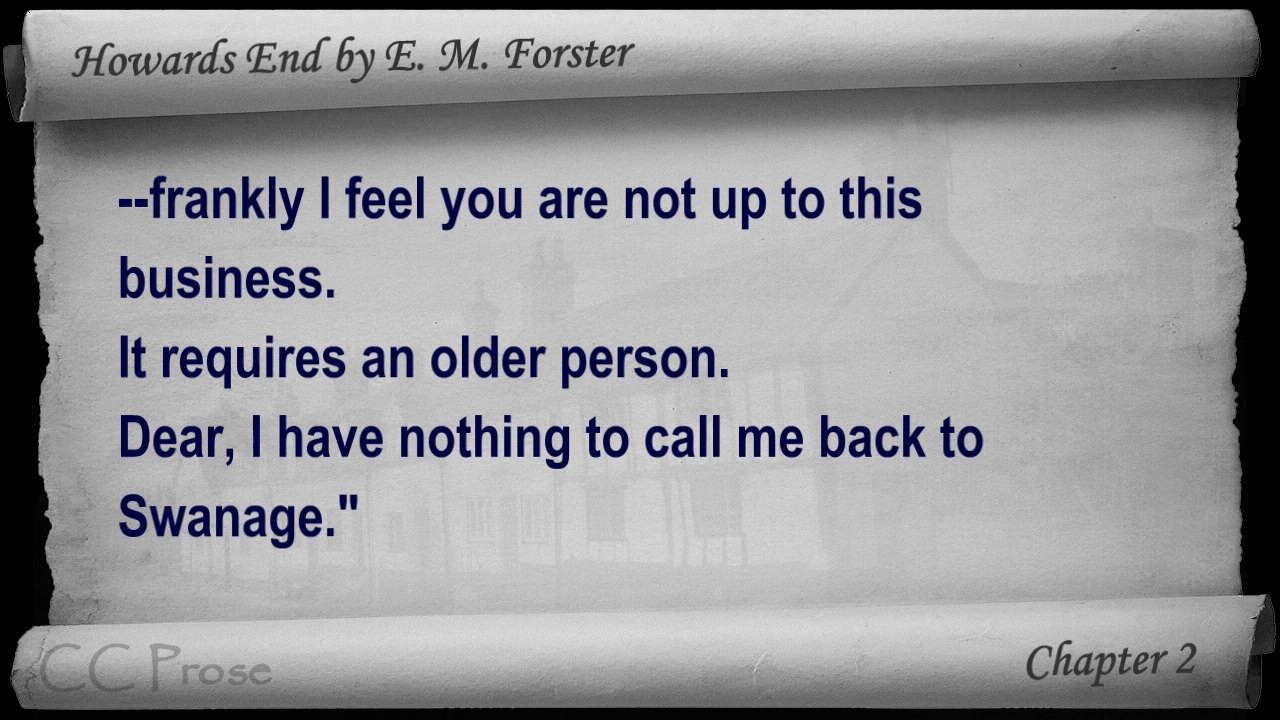 Howards End by E. M. Forster
--frankly I feel you are not up to this
business.
It requires an older person.
Dear, I have nothing to call me back to
Swanage."
CC Prose
Chapter 2